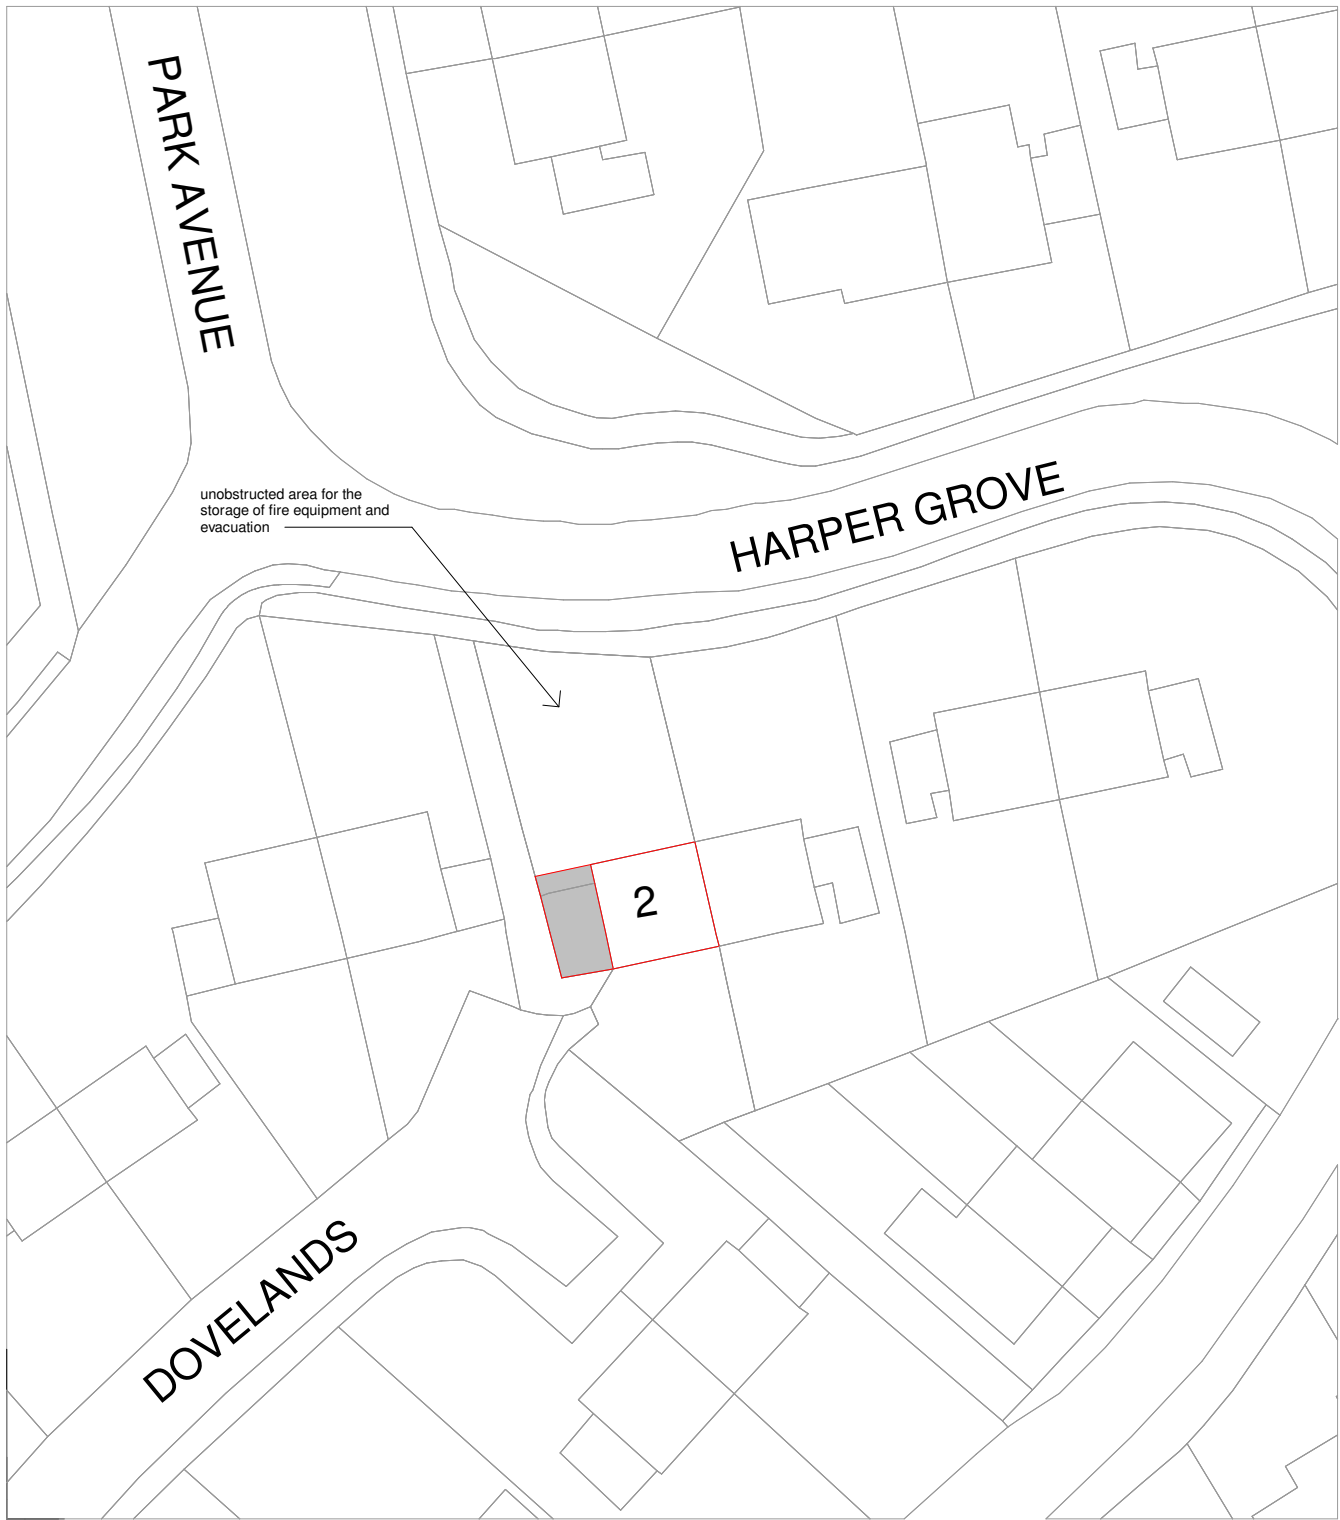 PARK AVENUE
unobstructed area for the
storage of fire equipment and
evacuation
HARPER GROVE
2
DOVELANDS